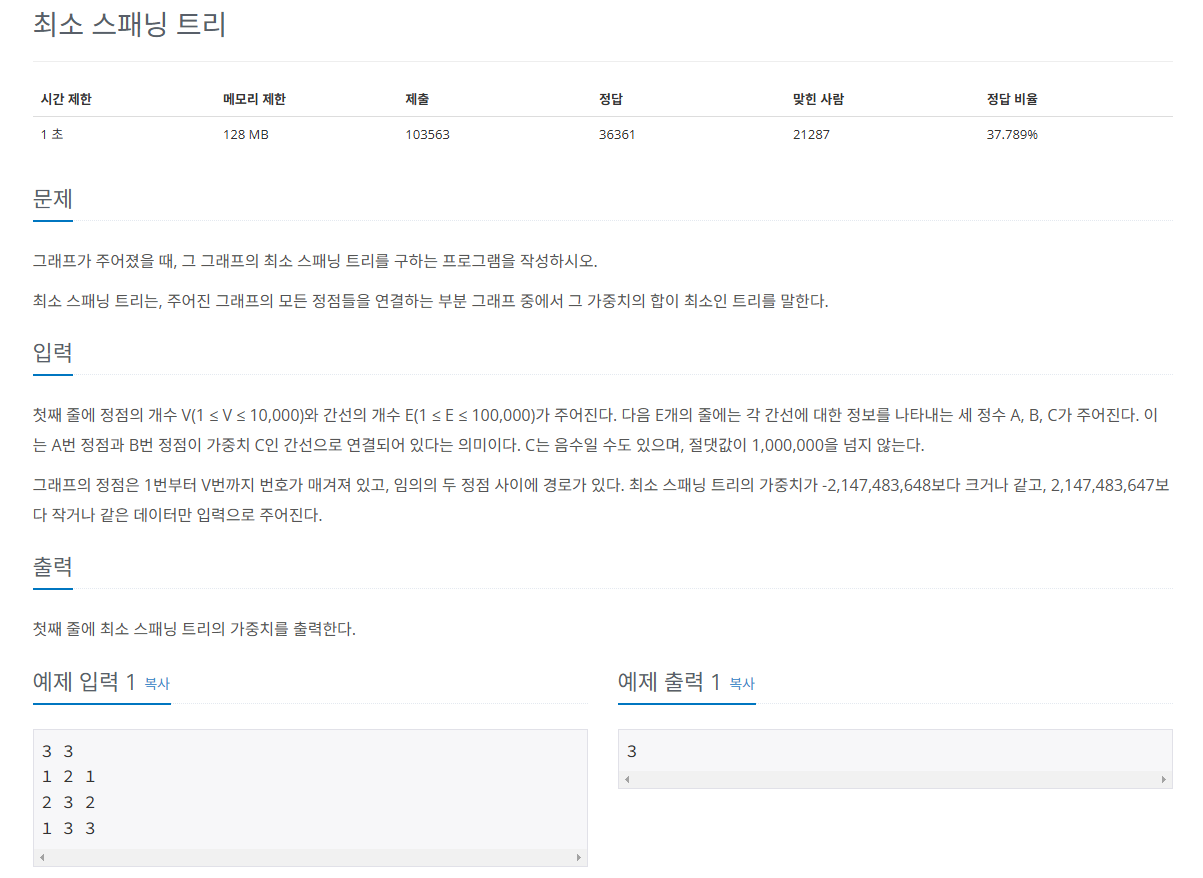 최소 스패닝 트리
시간 제한 메모리 제한 제출 정답 맞힌 사람 정답 비율
1 초 128 MB 103563 36361 21287 37.789%
문제
그래프가 주어졌을 때, 그 그래프의 최소 스패닝 트리를 구하는 프로그램을 작성하시오.
최소 스패닝 트리는, 주어진 그래프의 모든 정점들을 연결하는 부분 그래프 중에서 그 가중치의 합이 최소인 트리를 말한다.
입력
첫째 줄에 정점의 개수 V(1 ≤ V ≤ 10,000)와 간선의 개수 E(1 ≤ E ≤ 100,000)가 주어진다. 다음 E개의 줄에는 각 간선에 대한 정보를 나타내는 세 정수 A, B, C가 주어진다. 이
는 A번 정점과 B번 정점이 가중치 C인 간선으로 연결되어 있다는 의미이다. C는 음수일 수도 있으며, 절댓값이 1,000,000을 넘지 않는다.
그래프의 정점은 1번부터 V번까지 번호가 매겨져 있고, 임의의 두 정점 사이에 경로가 있다. 최소 스패닝 트리의 가중치가 -2,147,483,648보다 크거나 같고, 2,147,483,647보
다 작거나 같은 데이터만 입력으로 주어진다.
출력
첫째 줄에 최소 스패닝 트리의 가중치를 출력한다.
예제 입력 1 복사
3 3
1 2 1
2 3 2
1 3 3
예제 출력 1 복사
3